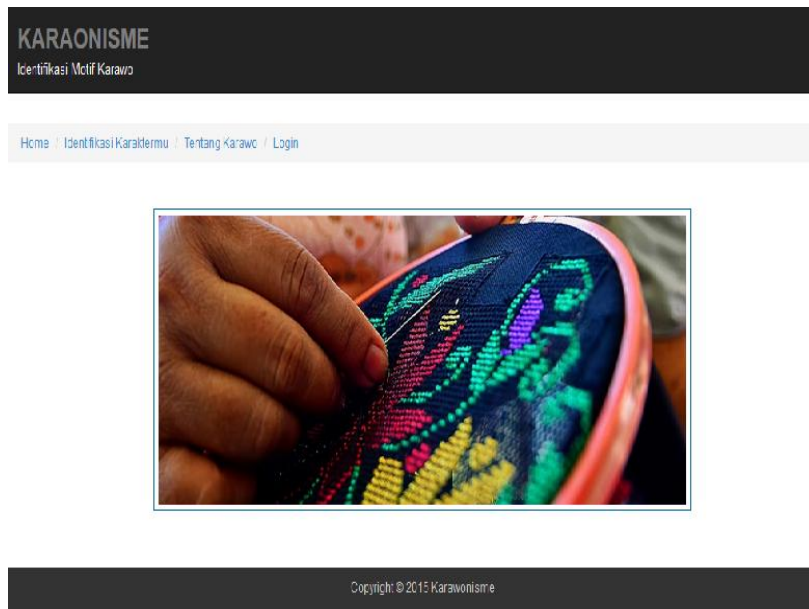 KARAONISME
Identifikasi Motif Karawo
Home / Identifikasi Karaktermu / Tentang Karawo / Login
Copyright © 2015 Karawonisme